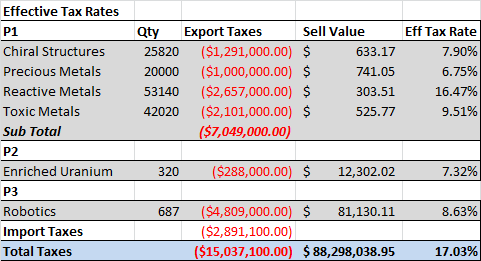 Effective Tax Rates
P1 Qty Export Taxes Sell Value Eff Tax Rate
Chiral Structures 25820 ($1,291,000.00) $ 633.17 7.90%
Precious Metals 20000 ($1,000,000.00) $ 741.05 6.75%
Reactive Metals 53140 ($2,657,000.00) $ 303.51 16.47%
Toxic Metals 42020 ($2,101,000.00) $ 525.77 9.51%
Sub Total ($7,049,000.00)
P2
Enriched Uranium 320 ($288,000.00) $ 12,302.02 7.32%
P3
Robotics 687 ($4,809,000.00) $ 81,130.11 8.63%
Import Taxes ($2,891,100.00)
Total Taxes ($15,037,100.00) $ 88,298,038.95 17.03%